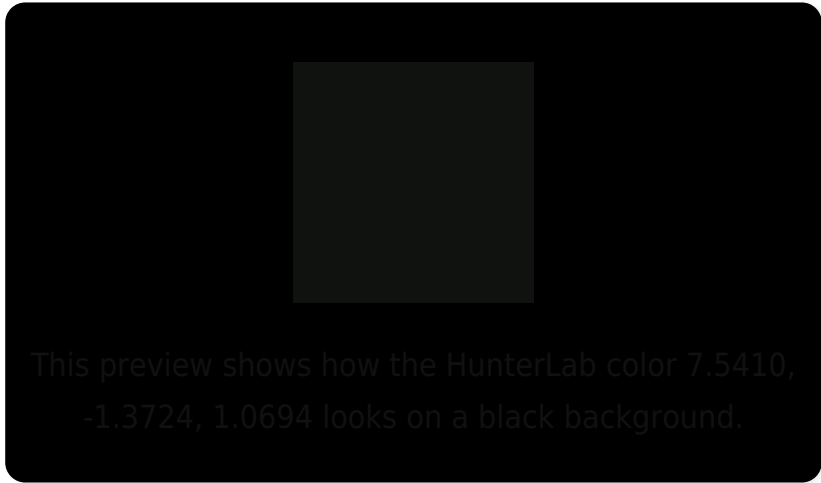 This preview shows how the HunterLab color 7.5410,
-1.3724, 1.0694 looks on a black background.